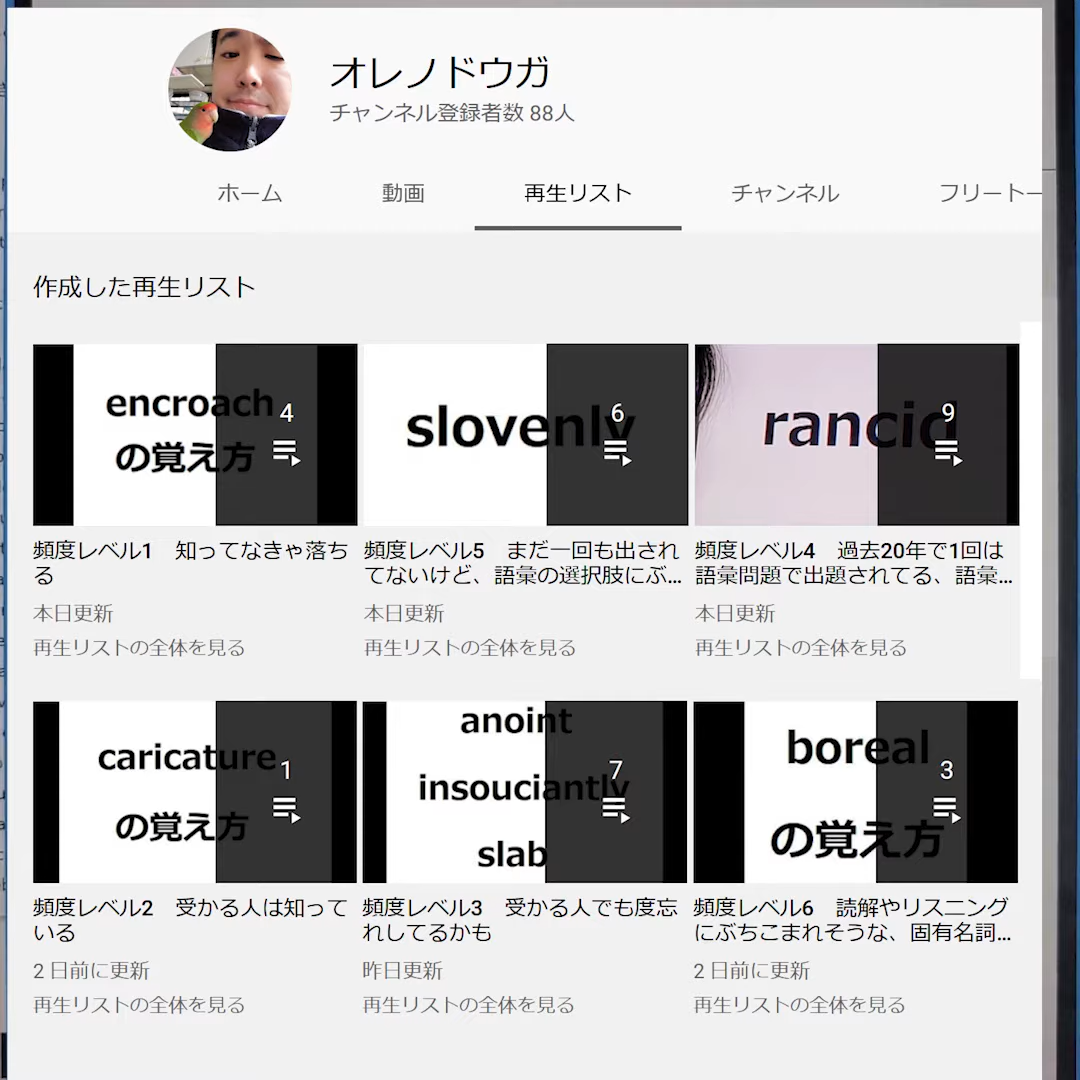 オレノドウガ
チャンネル登録者数 88人
ホーム 動画 再生リスト チャンネル フリートー
作成した再生リスト
encroach
の覚え方
4
slovenly
6
rancid
9
頻度レベル1　知ってなきゃ落ち
る
本日更新
再生リストの全体を見る
頻度レベル5　まだ一回も出され
てないけど、語彙の選択肢にぶ...
本日更新
再生リストの全体を見る
頻度レベル4　過去20年で1回は
語彙問題で出題されてる、語彙...
本日更新
再生リストの全体を見る
caricature
の覚え方
1
anoint
insouciantly
slab
7
boreal
の覚え方
3
頻度レベル2　受かる人は知って
いる
2 日前に更新
再生リストの全体を見る
頻度レベル3　受かる人でも度忘
れしてるかも
昨日更新
再生リストの全体を見る
頻度レベル6　読解やリスニング
にぶちこまれそうな、固有名詞...
2 日前に更新
再生リストの全体を見る